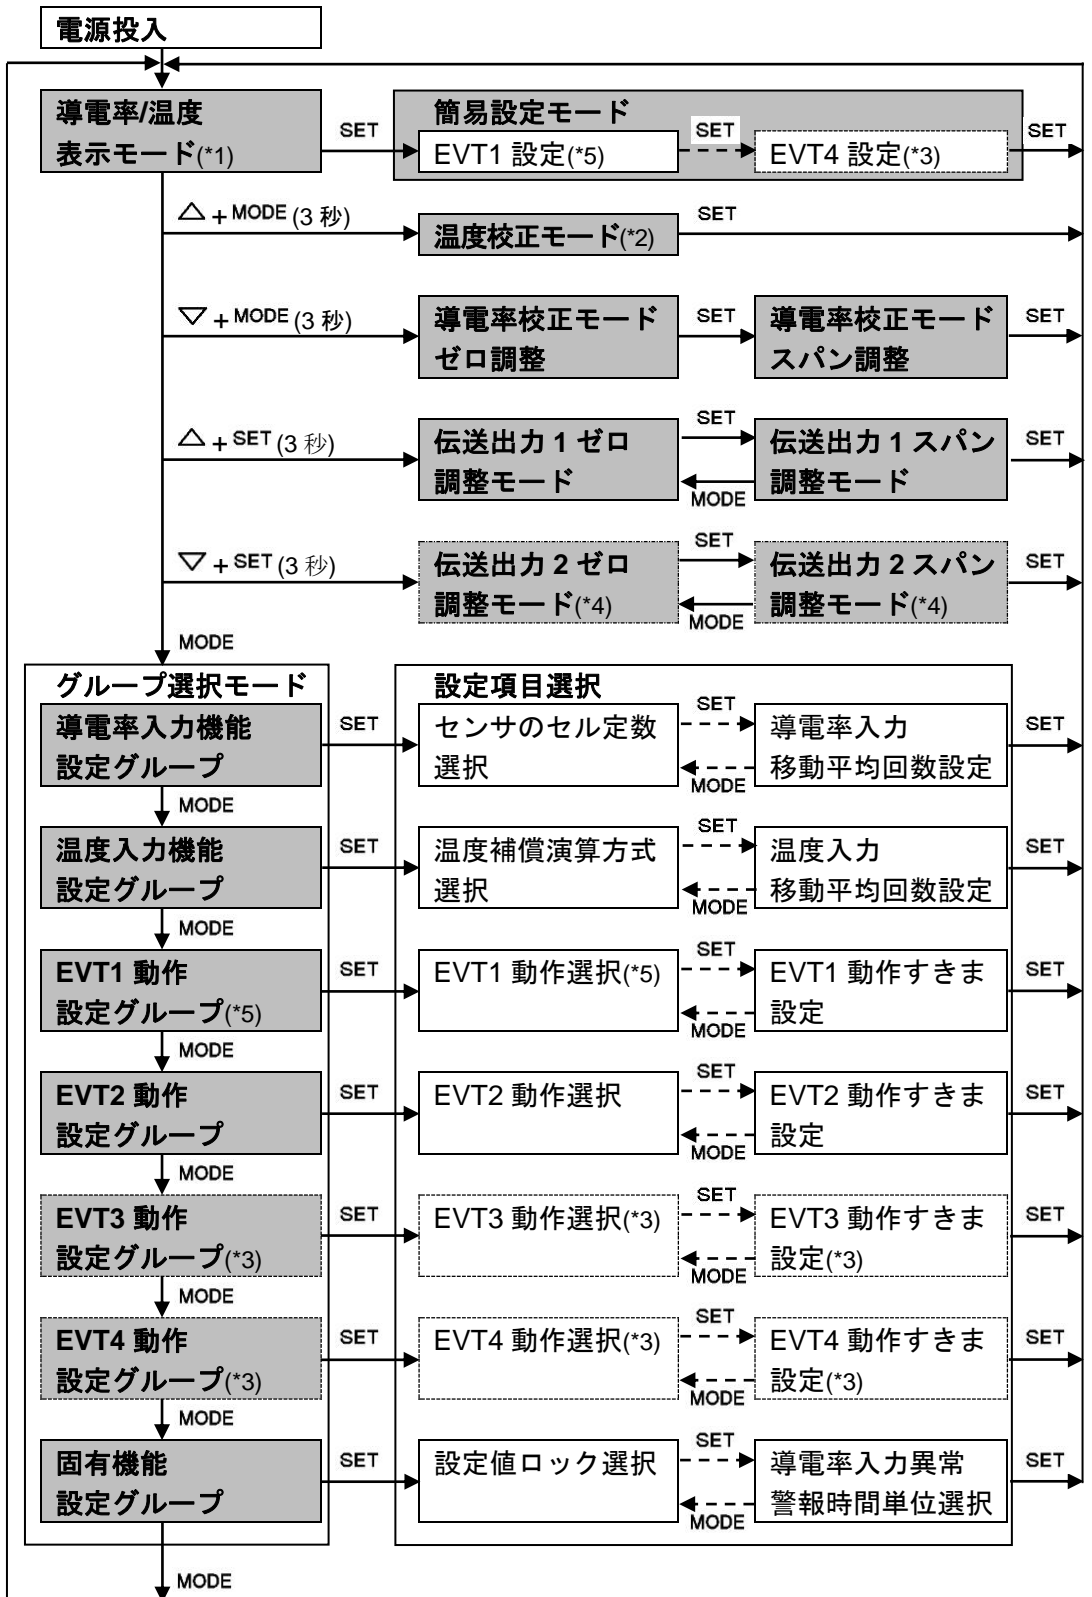 電源投入
導電率/温度
表示モード(*1)
SET
簡易設定モード
EVT1 設定(*5)
SET
EVT4 設定(*3)
SET
△ + MODE (3 秒)
温度校正モード(*2)
SET
▽ + MODE (3 秒)
導電率校正モード
ゼロ調整
SET
導電率校正モード
スパン調整
SET
△ + SET (3 秒)
伝送出力 1 ゼロ
調整モード
SET
MODE
伝送出力 1 スパン
調整モード
SET
▽ + SET (3 秒)
伝送出力 2 ゼロ
調整モード(*4)
SET
MODE
伝送出力 2 スパン
調整モード(*4)
SET
MODE
グループ選択モード
設定項目選択
導電率入力機能
設定グループ
SET
センサのセル定数
選択
SET
MODE
導電率入力
移動平均回数設定
SET
MODE
温度入力機能
設定グループ
SET
温度補償演算方式
選択
SET
MODE
温度入力
移動平均回数設定
SET
MODE
EVT1 動作
設定グループ(*5)
SET
EVT1 動作選択(*5)
SET
MODE
EVT1 動作すきま
設定
SET
MODE
EVT2 動作
設定グループ
SET
EVT2 動作選択
SET
MODE
EVT2 動作すきま
設定
SET
MODE
EVT3 動作
設定グループ(*3)
SET
EVT3 動作選択(*3)
SET
MODE
EVT3 動作すきま
設定(*3)
SET
MODE
EVT4 動作
設定グループ(*3)
SET
EVT4 動作選択(*3)
SET
MODE
EVT4 動作すきま
設定(*3)
SET
MODE
固有機能
設定グループ
SET
設定値ロック選択
SET
MODE
導電率入力異常
警報時間単位選択
SET
MODE